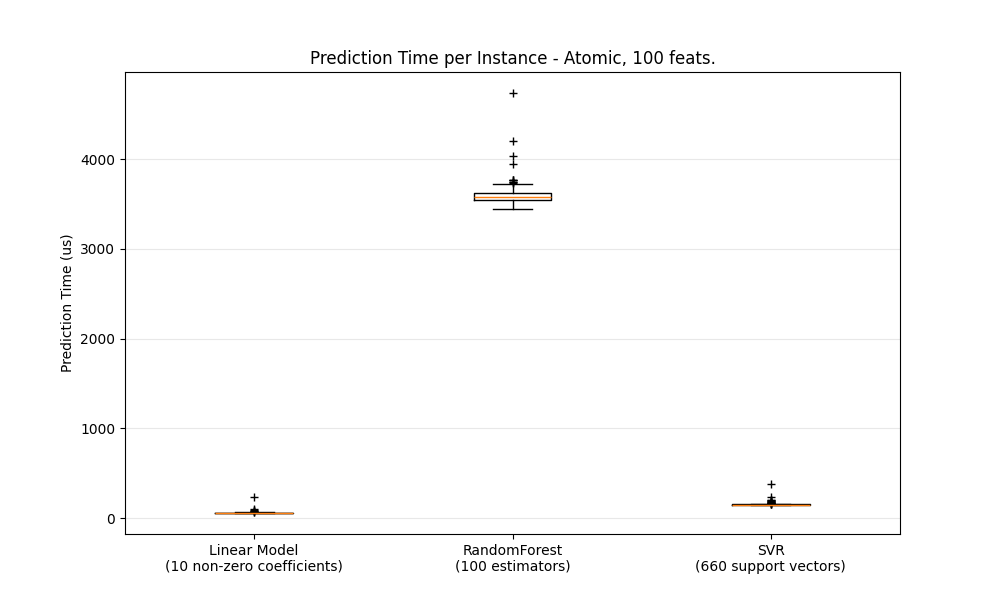 Prediction Time per Instance - Atomic, 100 feats.
Prediction Time (us)
4000
3000
2000
1000
0
Linear Model
(10 non-zero coefficients)
RandomForest
(100 estimators)
SVR
(660 support vectors)